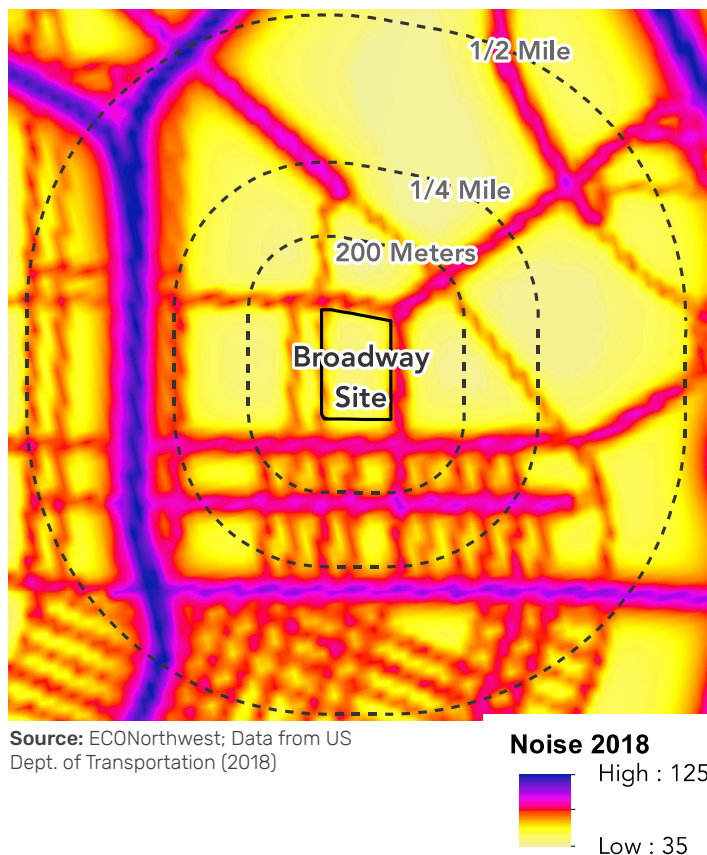 1/2 Mile
1/4 Mile
200 Meters
Broadway
Site
Source: ECONorthwest; Data from US
Dept. of Transportation (2018)
Noise 2018
High : 125
Low : 35